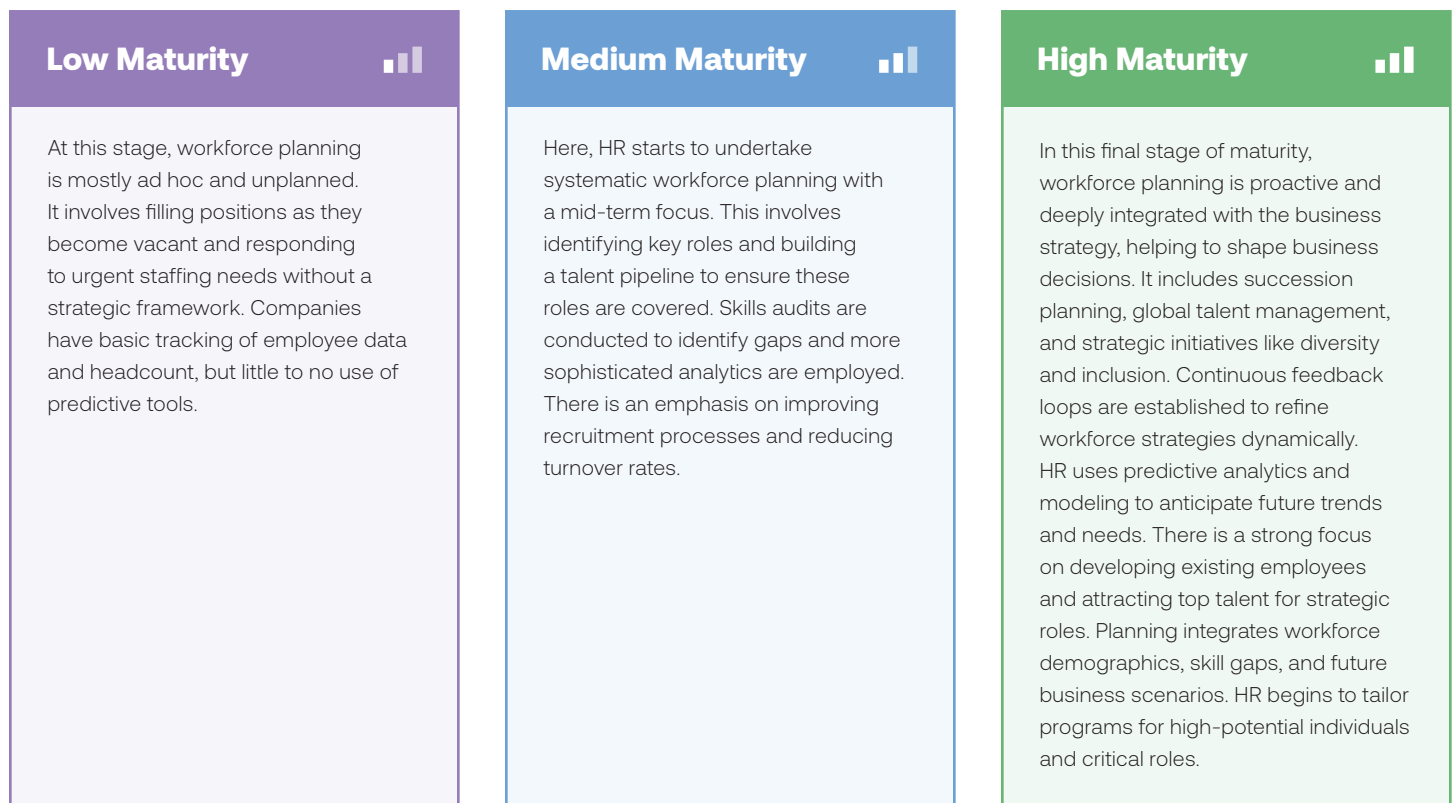 Low Maturity
At this stage, workforce planning
is mostly ad hoc and unplanned.
It involves filling positions as they
become vacant and responding
to urgent staffing needs without a
strategic framework. Companies
have basic tracking of employee data
and headcount, but little to no use of
predictive tools.
Medium Maturity
Here, HR starts to undertake
systematic workforce planning with
a mid-term focus. This involves
identifying key roles and building
a talent pipeline to ensure these
roles are covered. Skills audits are
conducted to identify gaps and more
sophisticated analytics are employed.
There is an emphasis on improving
recruitment processes and reducing
turnover rates.
High Maturity
In this final stage of maturity,
workforce planning is proactive and
deeply integrated with the business
strategy, helping to shape business
decisions. It includes succession
planning, global talent management,
and strategic initiatives like diversity
and inclusion. Continuous feedback
loops are established to refine
workforce strategies dynamically.
HR uses predictive analytics and
modeling to anticipate future trends
and needs. There is a strong focus
on developing existing employees
and attracting top talent for strategic
roles. Planning integrates workforce
demographics, skill gaps, and future
business scenarios. HR begins to tailor
programs for high-potential individuals
and critical roles.